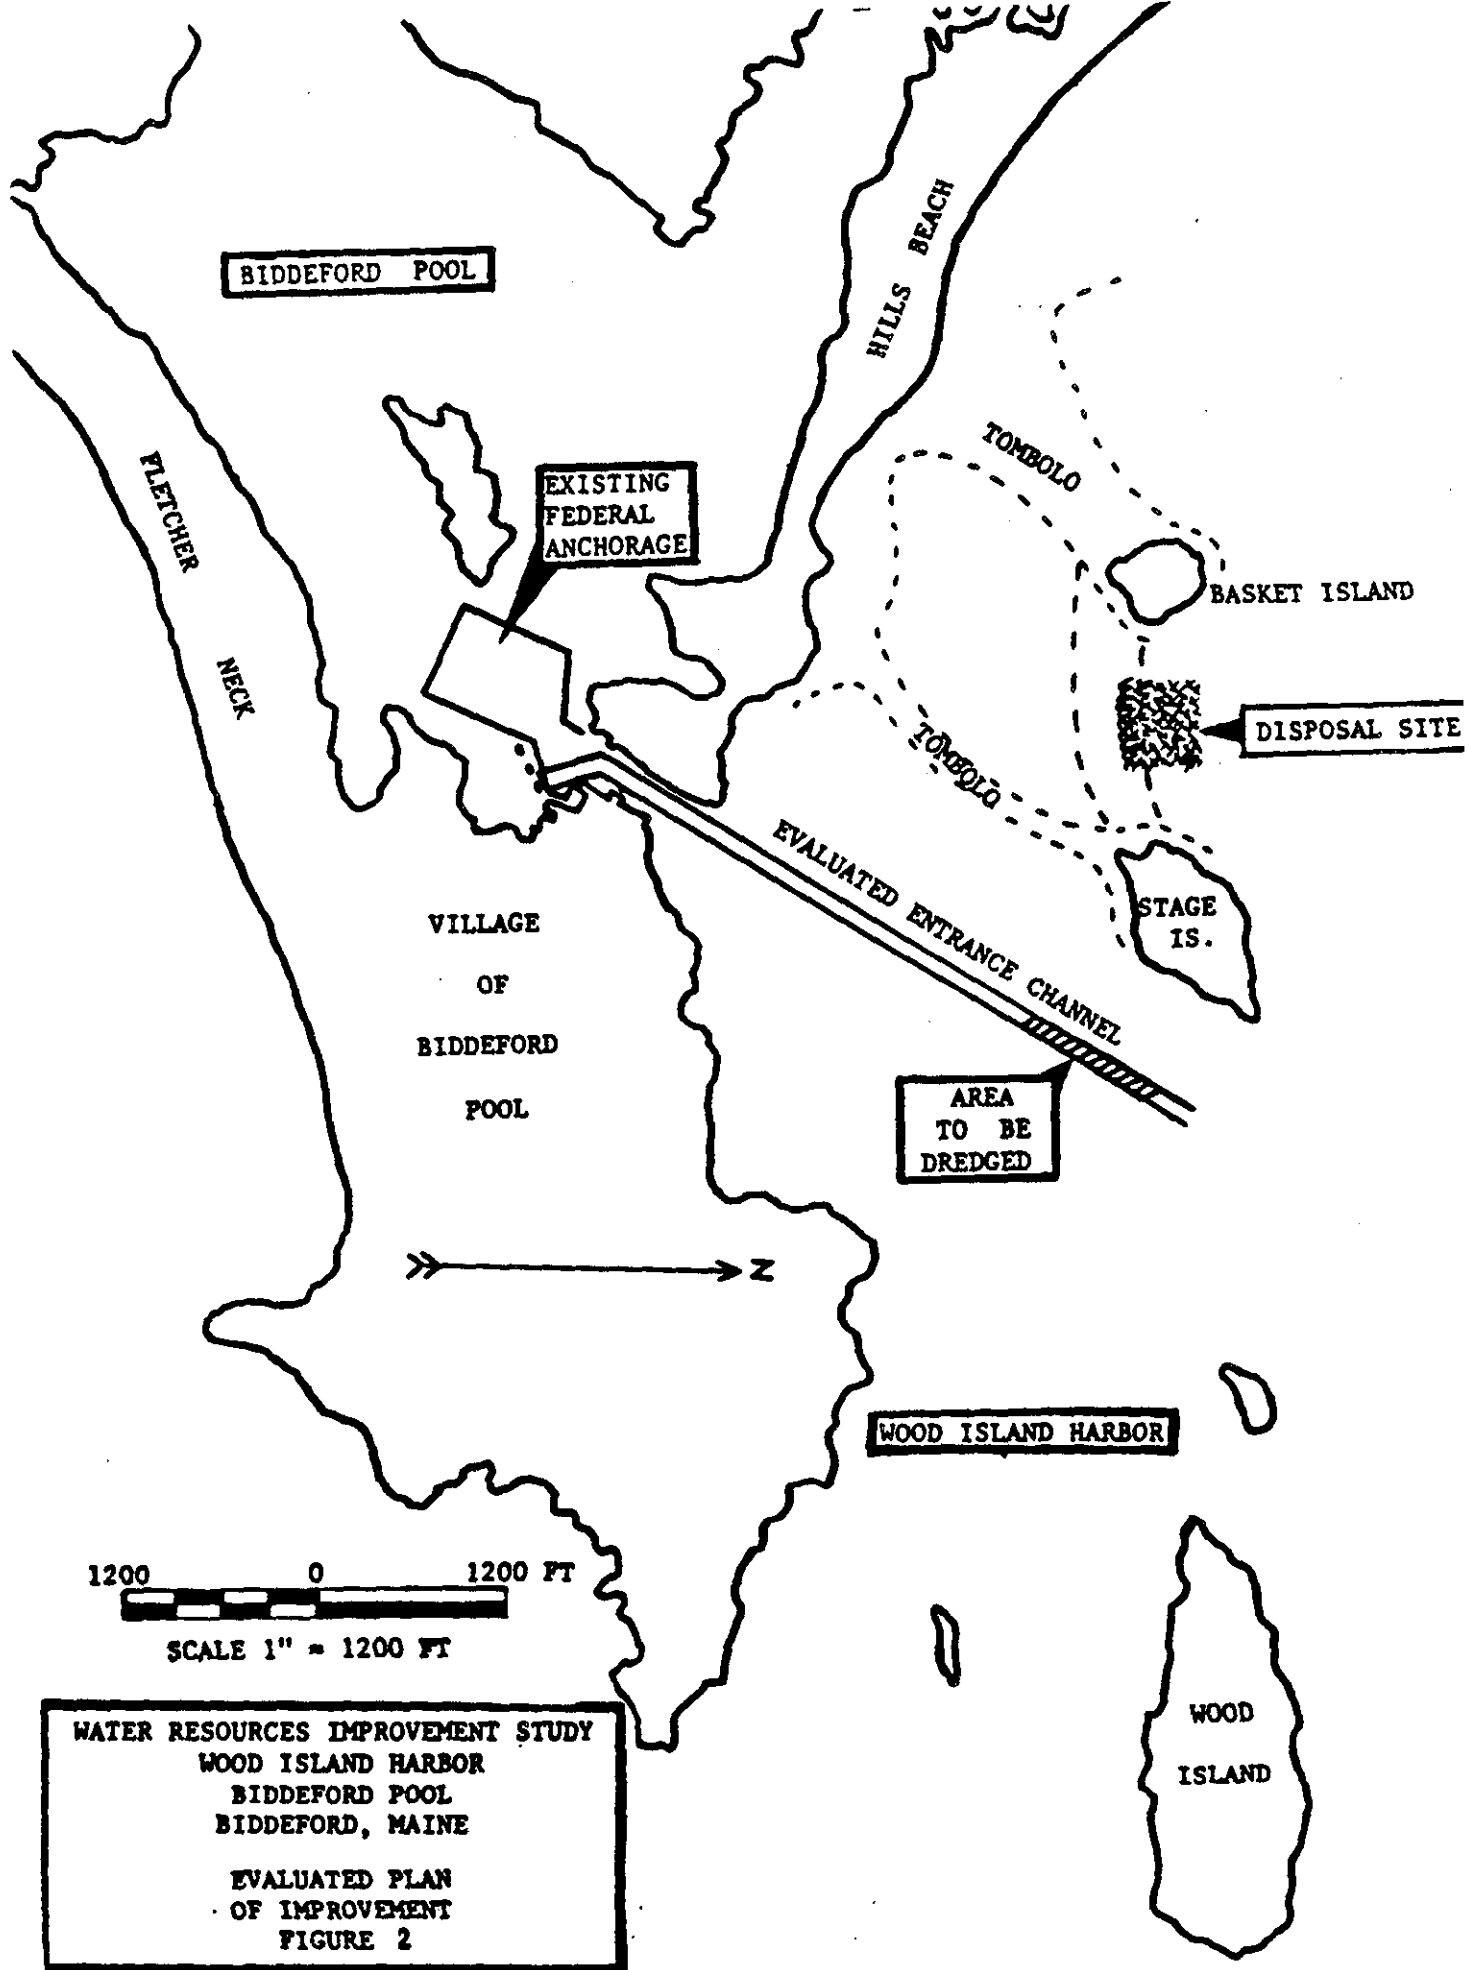 HILLS BEACH
BIDDEFORD POOL
TOMBOLO
FLETCHER NECK
EXISTING
FEDERAL
ANCHORAGE
BASKET ISLAND
DISPOSAL SITE
TOMBOLO
EVALUATED ENTRANCE CHANNEL
STAGE
IS.
VILLAGE
OF
BIDDEFORD
POOL
AREA
TO BE
DREDGED
N
WOOD ISLAND HARBOR
1200 0 1200 FT
SCALE 1" ≈ 1200 FT
WOOD
ISLAND
WATER RESOURCES IMPROVEMENT STUDY
WOOD ISLAND HARBOR
BIDDEFORD POOL
BIDDEFORD, MAINE
EVALUATED PLAN
OF IMPROVEMENT
FIGURE 2